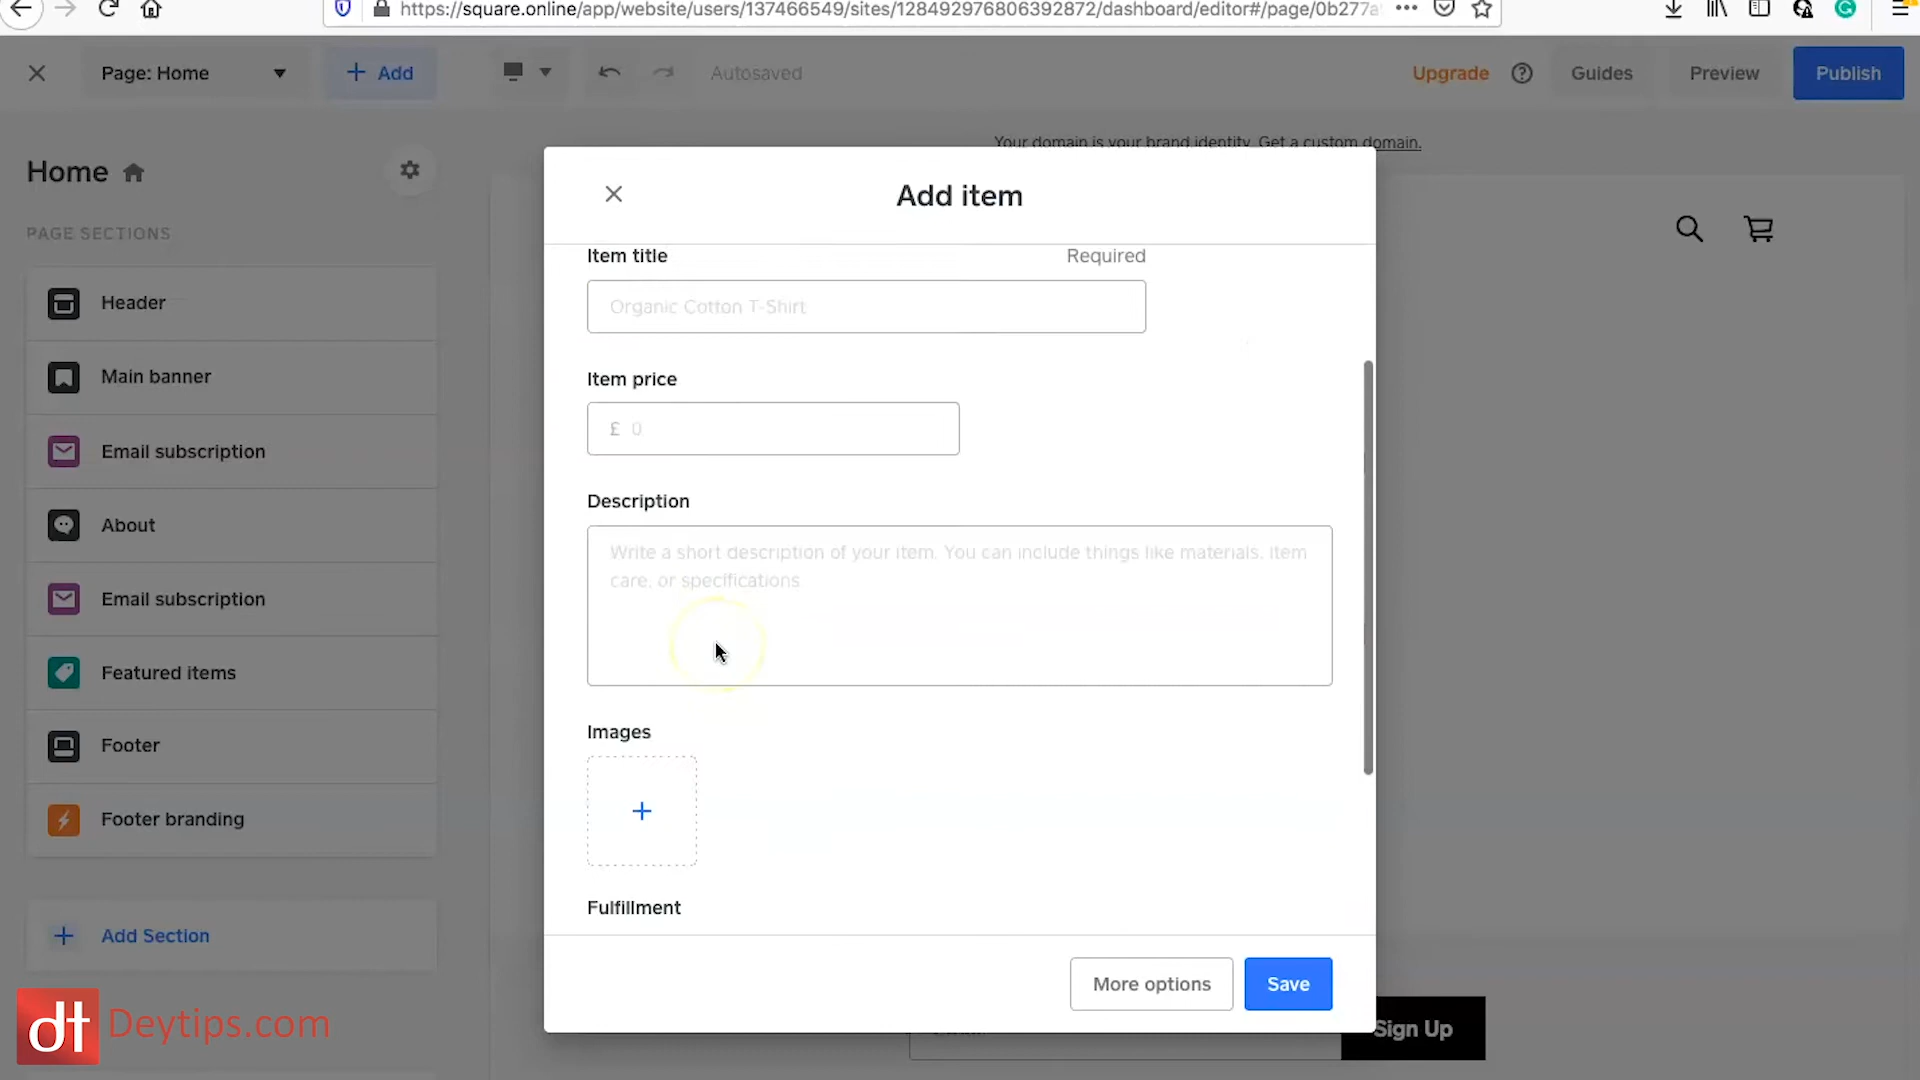 https://square.online/app/website/users/137466549/sites/128492976806392872/dashboard/editor#/page/0b277a
Page: Home
Add
Autosaved
Upgrade
Guides
Preview
Publish
Your domain is your brand identity. Get a custom domain.
Home
PAGE SECTIONS
Header
Main banner
Email subscription
About
Email subscription
Featured items
Footer
Footer branding
Add Section
Add item
Item title
Required
Organic Cotton T-Shirt
Item price
£ 0
Description
Write a short description of your item. You can include things like materials, item
care, or specifications.
Images
Fulfillment
More options
Save
Sign Up
dt Deytips.com